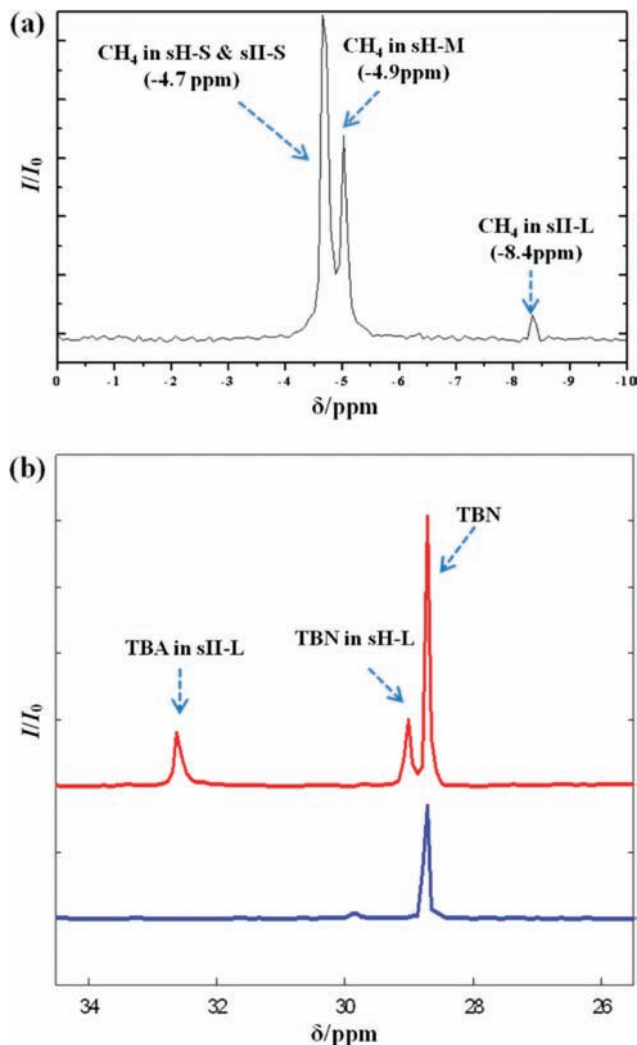 (a)
CH₄ in sH-S & sII-S
(-4.7 ppm)
CH₄ in sH-M
(-4.9ppm)
CH₄ in sII-L
(-8.4ppm)
I/I₀
0 -1 -2 -3 -4 -5 -6 -7 -8 -9 -10
δ/ppm
(b)
TBN
TBN in sH-L
TBA in sII-L
I/I₀
34 32 30 28 26
δ/ppm